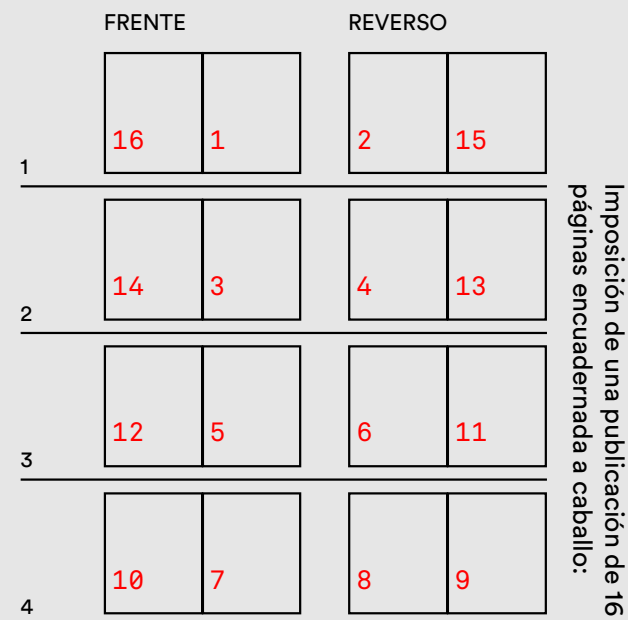 FRENTE REVERSO
16 1 2 15
1
14 3 4 13
2
12 5 6 11
3
10 7 8 9
4
Imposición de una publicación de 16
páginas encuadernada a caballo: